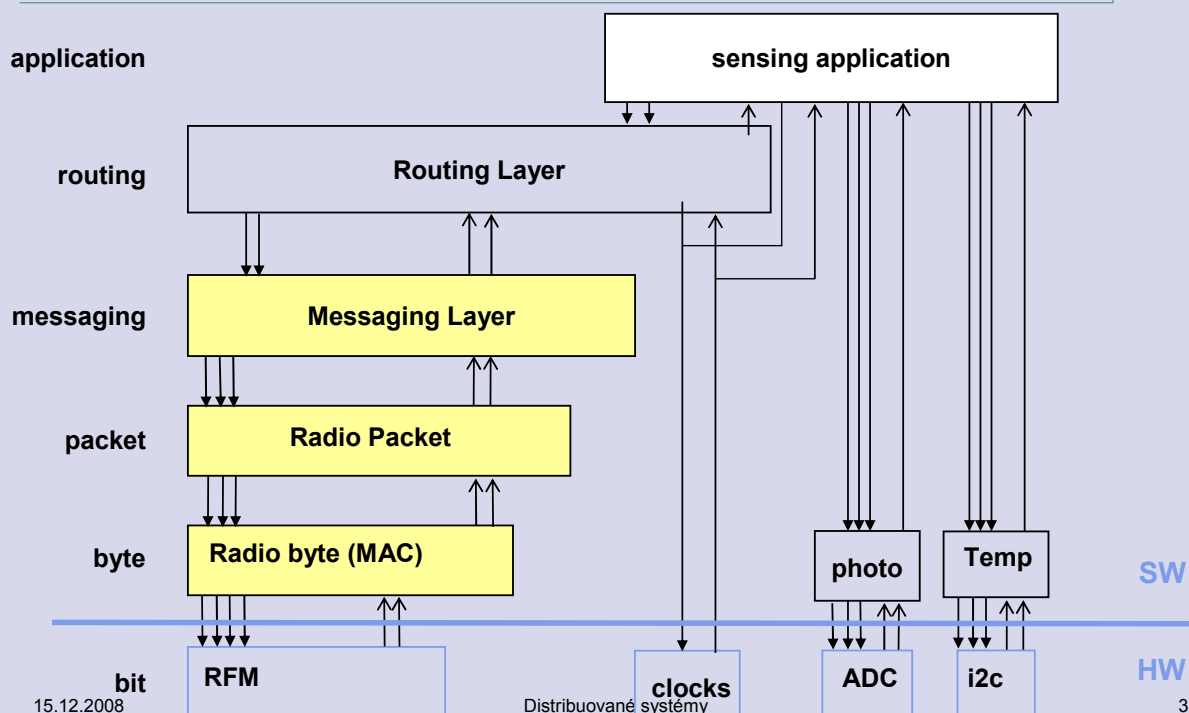 application
sensing application
routing
Routing Layer
messaging
Messaging Layer
packet
Radio Packet
byte
Radio byte (MAC)
photo
Temp
SW
bit
RFM
clocks
ADC
i2c
HW
15.12.2008
Distribuované systémy
3